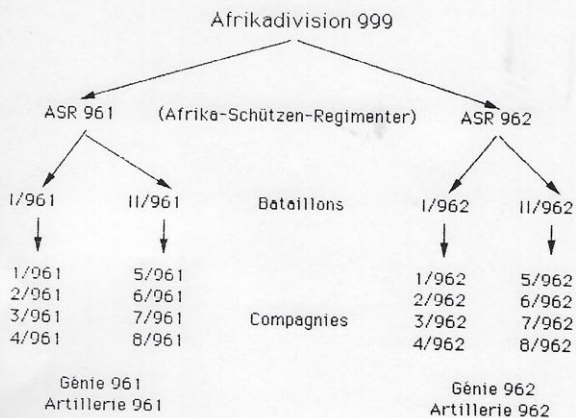 Afrikadivision 999
ASR 961 (Afrika-Schützen-Regimenter) ASR 962
I/961 II/961 Bataillons I/962 II/962
1/961 5/961 1/962 5/962
2/961 6/961 2/962 6/962
3/961 7/961 Compagnies 3/962 7/962
4/961 8/961 4/962 8/962
Génie 961 Génie 962
Artillerie 961 Artillerie 962